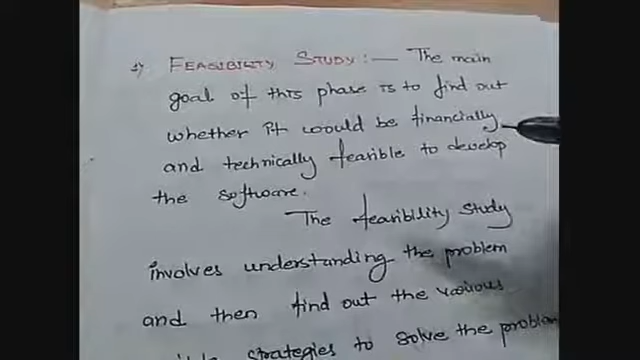 1) FEASIBILITY STUDY :— The main
goal of this phase is to find out
whether it would be financially
and technically feasible to develop
the software.
The feasibility study
involves understanding the problem
and then find out the various
strategies to solve the problem